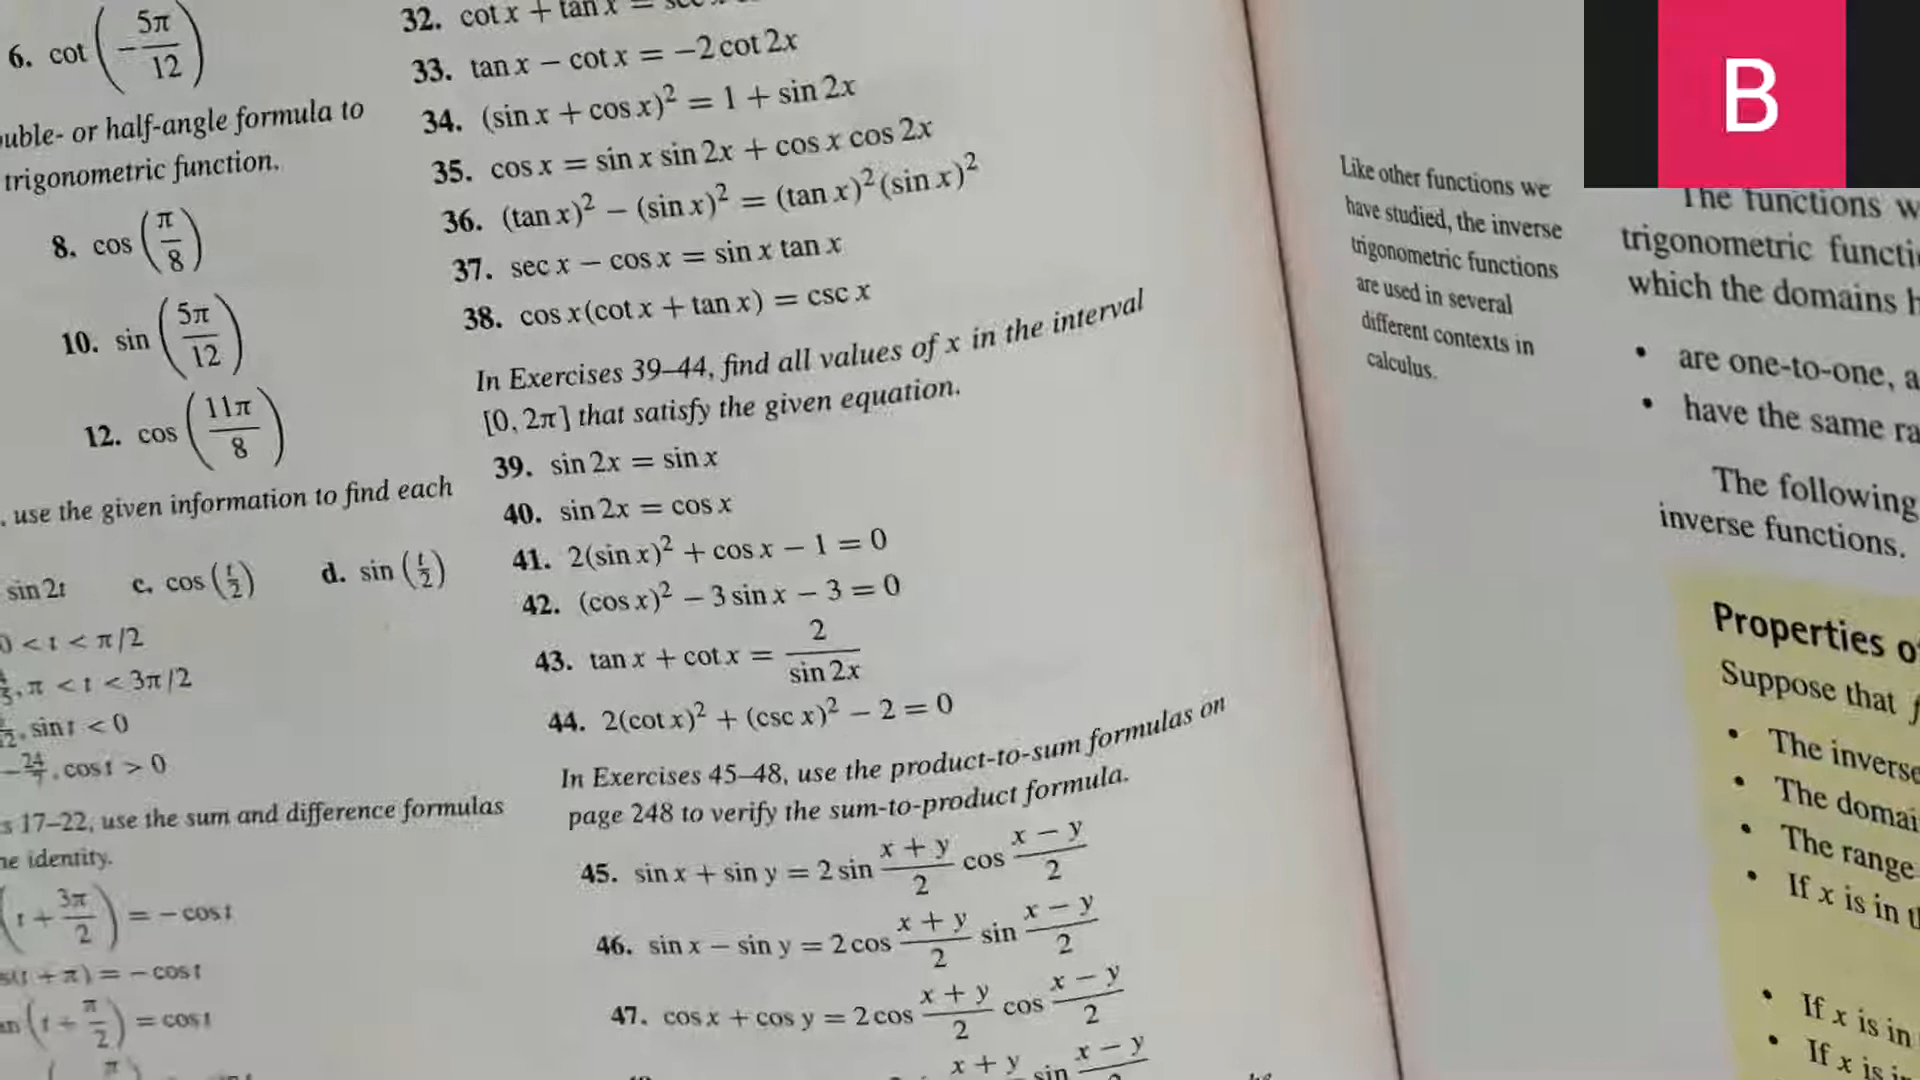 6. cot(−5π/12)
uble- or half-angle formula to
trigonometric function.
8. cos(π/8)
10. sin(5π/12)
12. cos(11π/8)
, use the given information to find each
sin 2t c. cos(t/2) d. sin(t/2)
< t < π/2
, π < t < 3π/2
, sin t < 0
, cos t > 0
17–22, use the sum and difference formulas
identity.
(t + 3π/2) = −cos t
+ π) = −cos t
= cos t
32. cot x + tan x =
33. tan x − cot x = −2 cot 2x
34. (sin x + cos x)² = 1 + sin 2x
35. cos x = sin x sin 2x + cos x cos 2x
36. (tan x)² − (sin x)² = (tan x)²(sin x)²
37. sec x − cos x = sin x tan x
38. cos x(cot x + tan x) = csc x
In Exercises 39–44, find all values of x in the interval
[0, 2π] that satisfy the given equation.
39. sin 2x = sin x
40. sin 2x = cos x
41. 2(sin x)² + cos x − 1 = 0
42. (cos x)² − 3 sin x − 3 = 0
43. tan x + cot x = 2/sin 2x
44. 2(cot x)² + (csc x)² − 2 = 0
In Exercises 45–48, use the product-to-sum formulas on
page 248 to verify the sum-to-product formula.
45. sin x + sin y = 2 sin (x + y)/2 cos (x − y)/2
46. sin x − sin y = 2 cos (x + y)/2 sin (x − y)/2
47. cos x + cos y = 2 cos (x + y)/2 cos (x − y)/2
x + y sin x − y
Like other functions we
have studied, the inverse
trigonometric functions
are used in several
different contexts in
calculus.
B
The functions w
trigonometric functi
which the domains h
• are one-to-one, a
• have the same ra
The following
inverse functions.
Properties o
Suppose that f
• The inverse
• The domai
• The range
• If x is in t
• If x is in
• If x is i